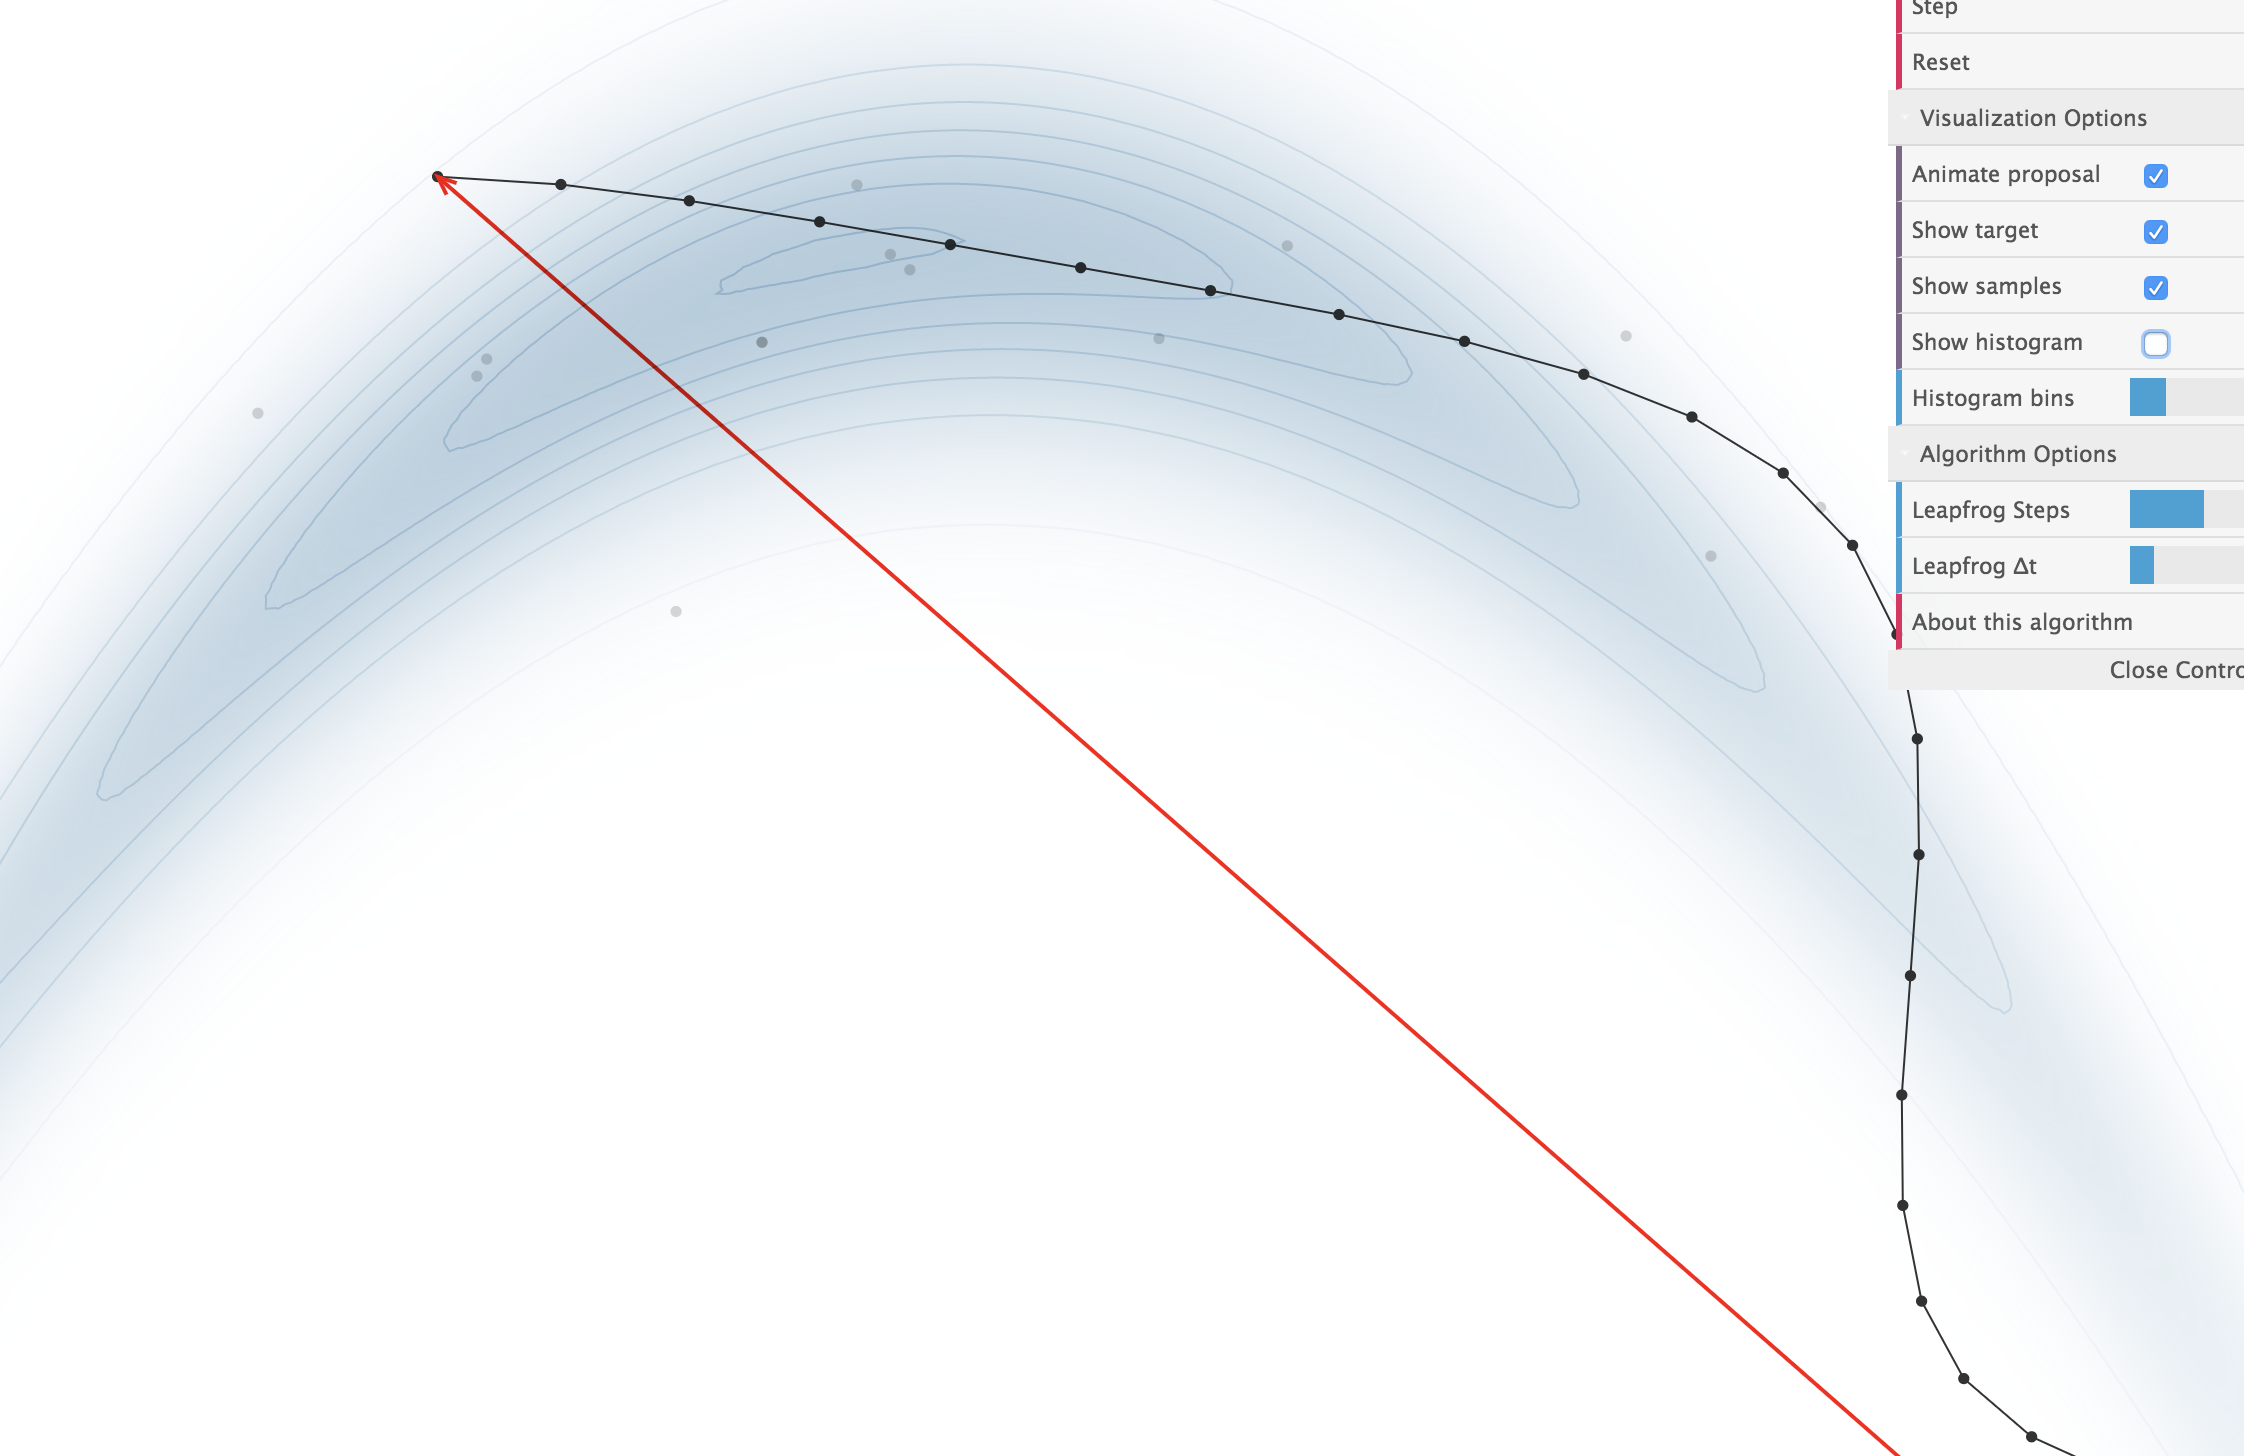 Step
Reset
Visualization Options
Animate proposal
Show target
Show samples
Show histogram
Histogram bins
Algorithm Options
Leapfrog Steps
Leapfrog Δt
About this algorithm
Close Contro